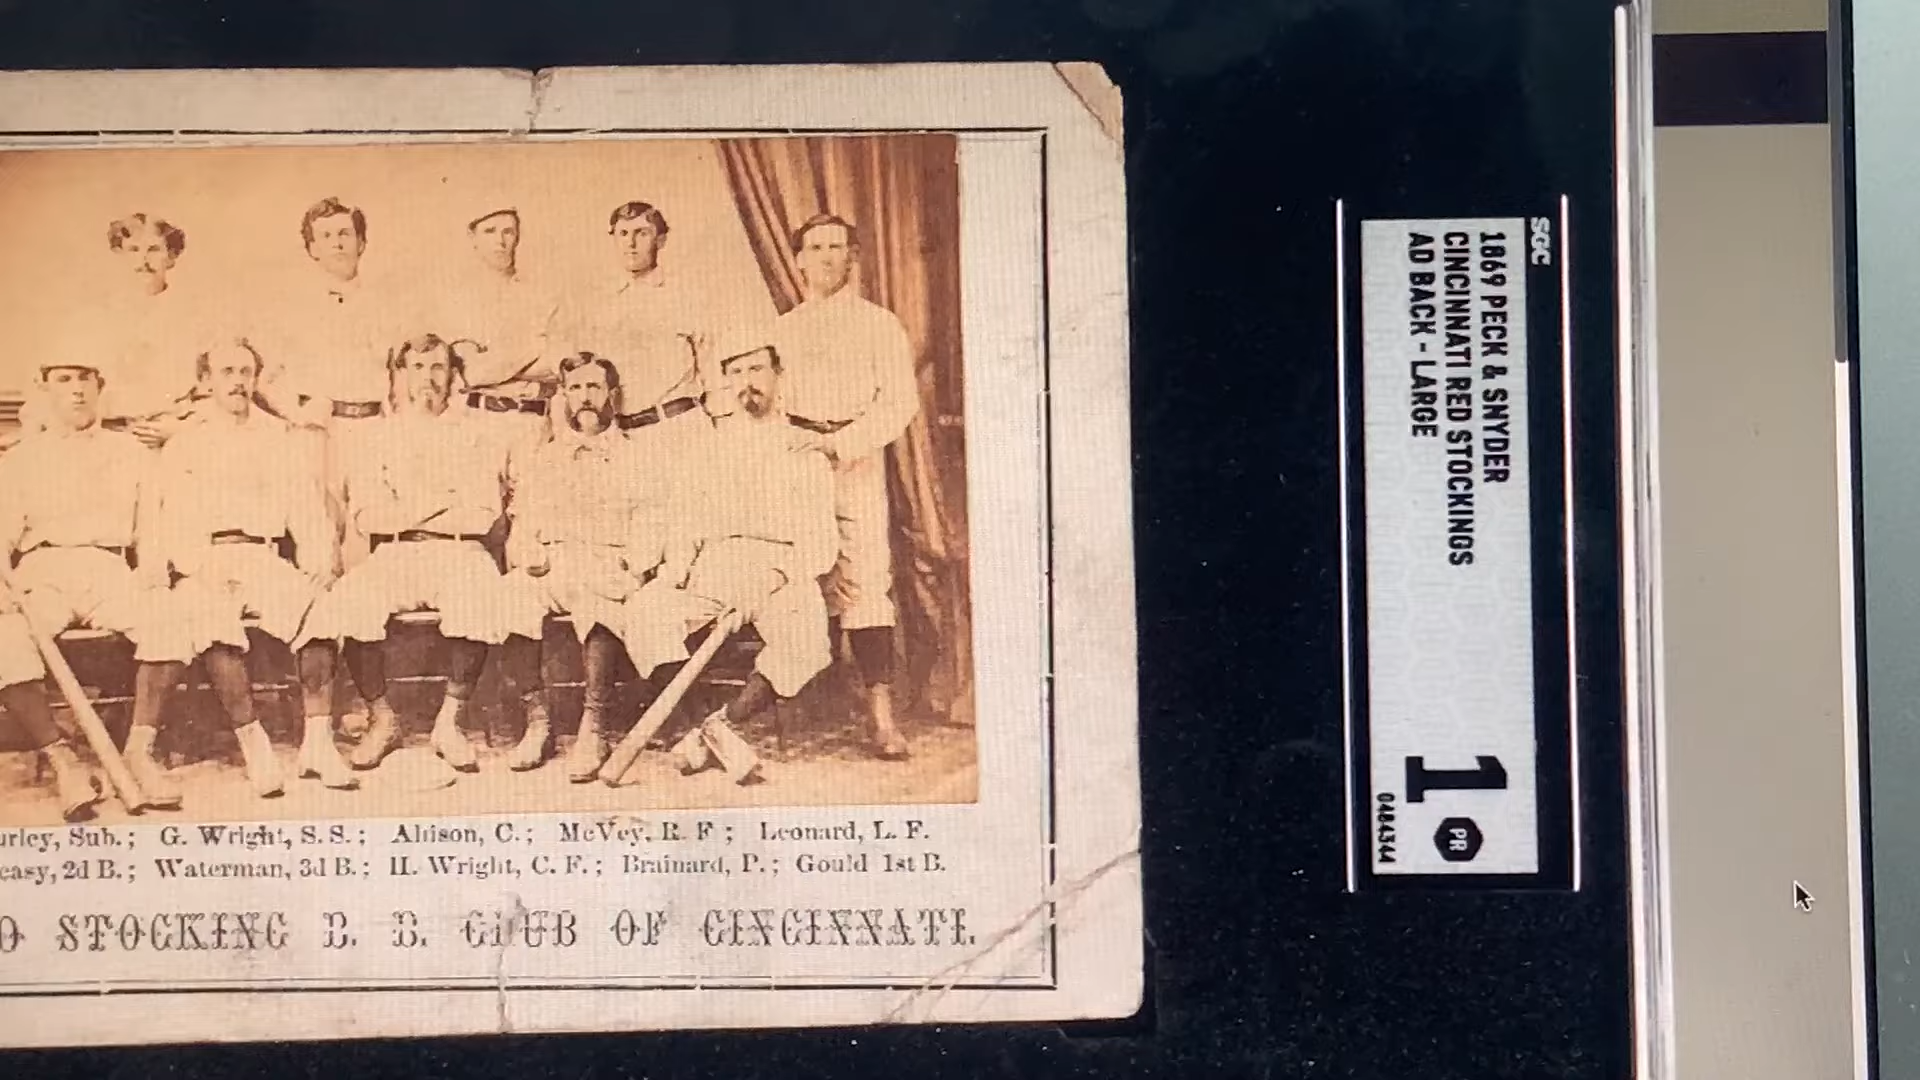 urley, Sub.; G. Wright, S. S.; Allison, C.; McVey, R. F; Leonard, L. F.
easy, 2d B.; Waterman, 3d B.; H. Wright, C. F.; Brainard, P.; Gould 1st B.
D STOCKING B. B. CLUB OF CINCINNATI.
SGC
1869 PECK & SNYDER
CINCINNATI RED STOCKINGS
AD BACK - LARGE
1
PR
0484344